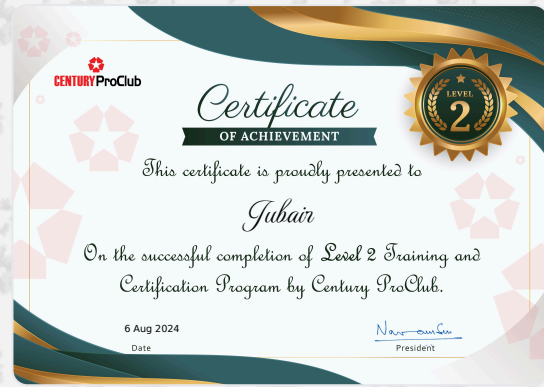 CENTURY ProClub
LEVEL
2
Certificate
OF ACHIEVEMENT
This certificate is proudly presented to
Jubair
On the successful completion of Level 2 Training and
Certification Program by Century ProClub.
6 Aug 2024
Date
President